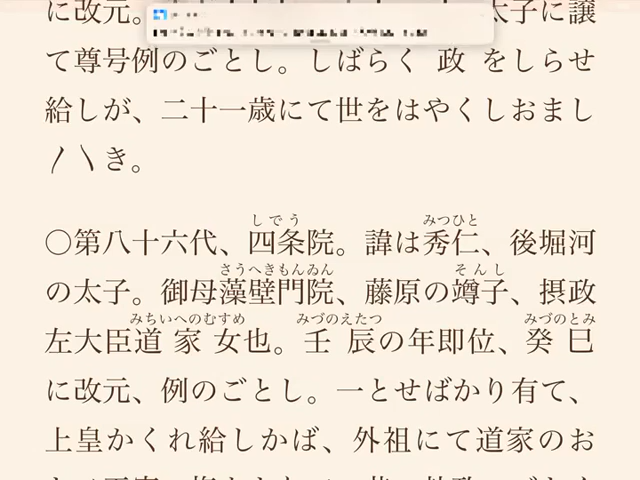 に改元。
太子に譲
て尊号例のごとし。しばらく政をしらせ
給しが、二十一歳にて世をはやくしおまし
〳〵き。
しでう みつひと
〇第八十六代、四条院。諱は秀仁、後堀河
さうへきもんゐん そんし
の太子。御母藻壁門院、藤原の竴子、摂政
みちいへのむすめ みづのえたつ みづのとみ
左大臣道家女也。壬辰の年即位、癸巳
に改元、例のごとし。一とせばかり有て、
上皇かくれ給しかば、外祖にて道家のお